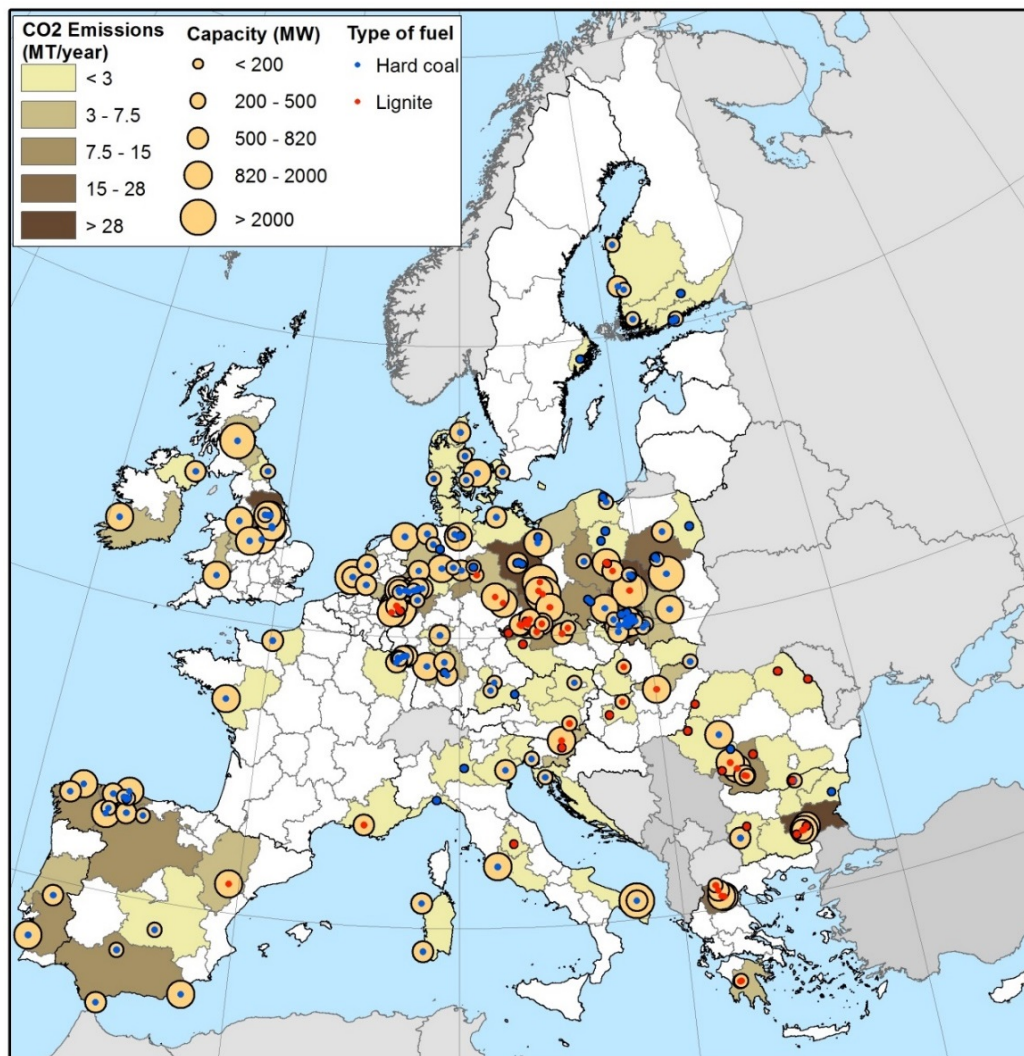 CO2 Emissions
(MT/year)
< 3
3 - 7.5
7.5 - 15
15 - 28
> 28
Capacity (MW)
< 200
200 - 500
500 - 820
820 - 2000
> 2000
Type of fuel
Hard coal
Lignite